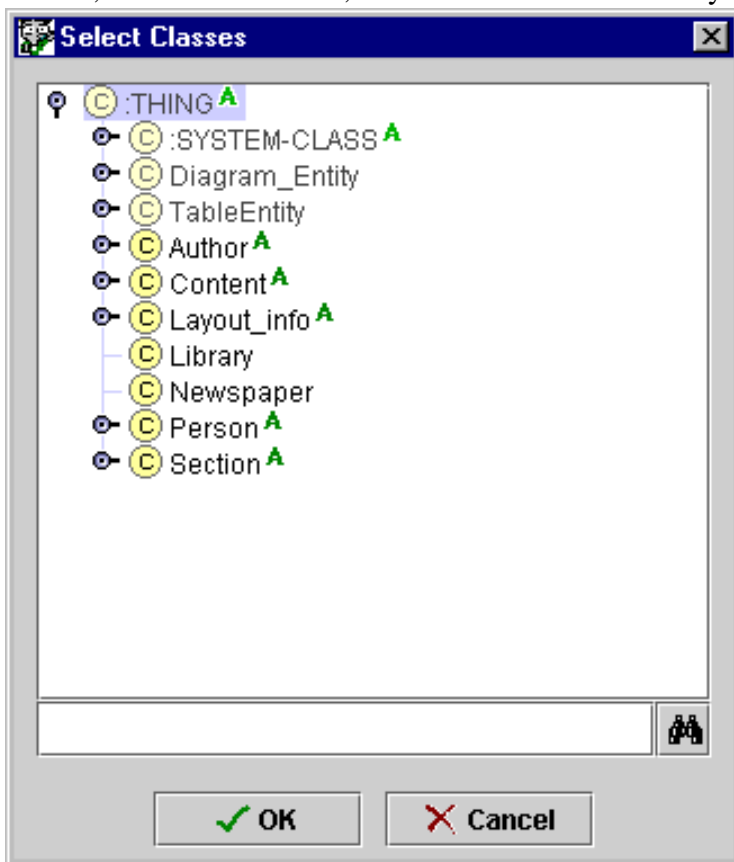 Select Classes
C :THING A
C :SYSTEM-CLASS A
C Diagram_Entity
C TableEntity
C Author A
C Content A
C Layout_info A
C Library
C Newspaper
C Person A
C Section A
OK Cancel